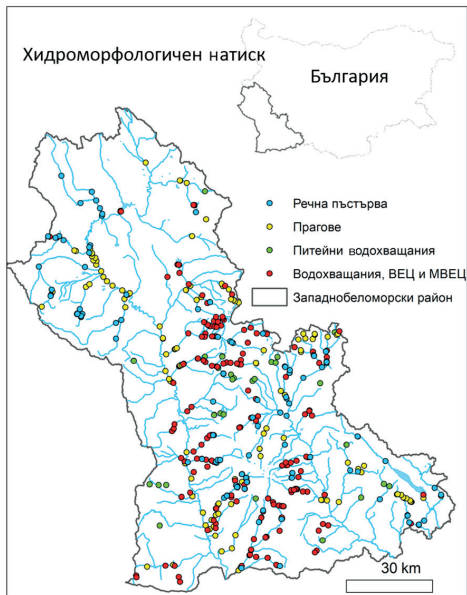 Хидроморфологичен натиск
България
Речна пъстърва
Прагове
Питейни водохващания
Водохващания, ВЕЦ и МВЕЦ
Западнобеломорски район
30 km